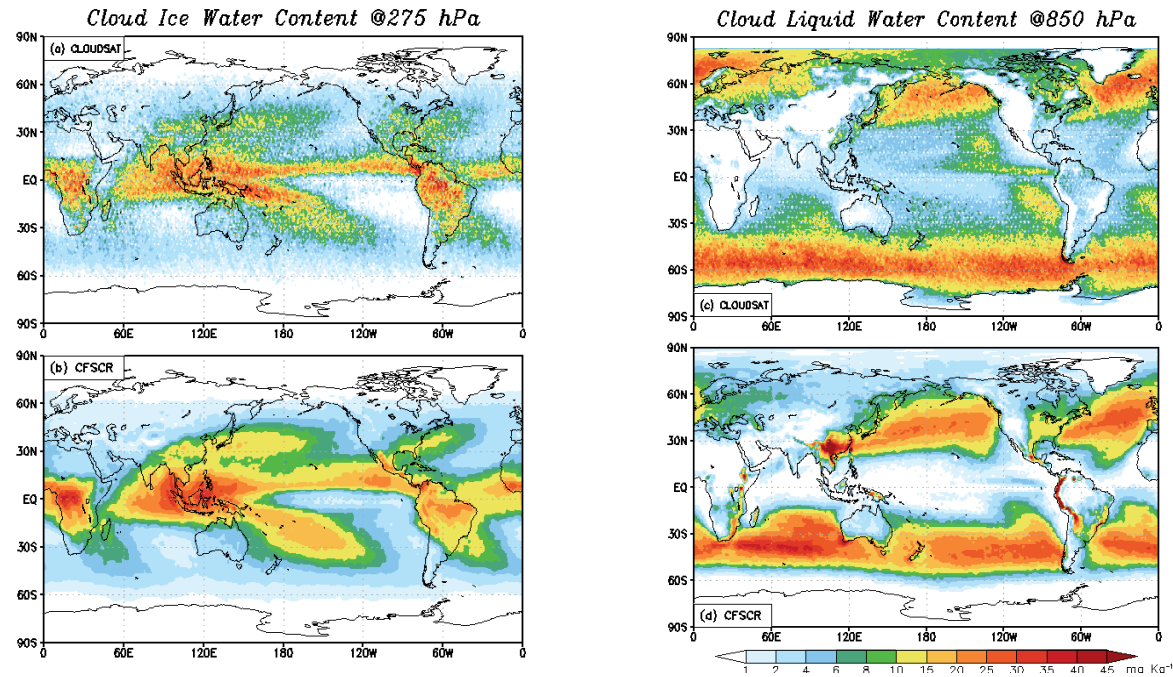 Cloud Ice Water Content @275 hPa
Cloud Liquid Water Content @850 hPa
90N
(a) CLOUDSAT
60N
30N
EQ
30S
60S
90S
0 60E 120E 180 120W 60W 0
90N
60N
30N
EQ
30S
60S
(c) CLOUDSAT
90S
0 60E 120E 180 120W 60W 0
90N
(b) CFSCR
60N
30N
EQ
30S
60S
90S
0 60E 120E 180 120W 60W 0
90N
60N
30N
EQ
30S
60S
(d) CFSCR
90S
0 60E 120E 180 120W 60W 0
1 2 4 6 8 10 15 20 25 30 35 40 45 mg Kg⁻¹